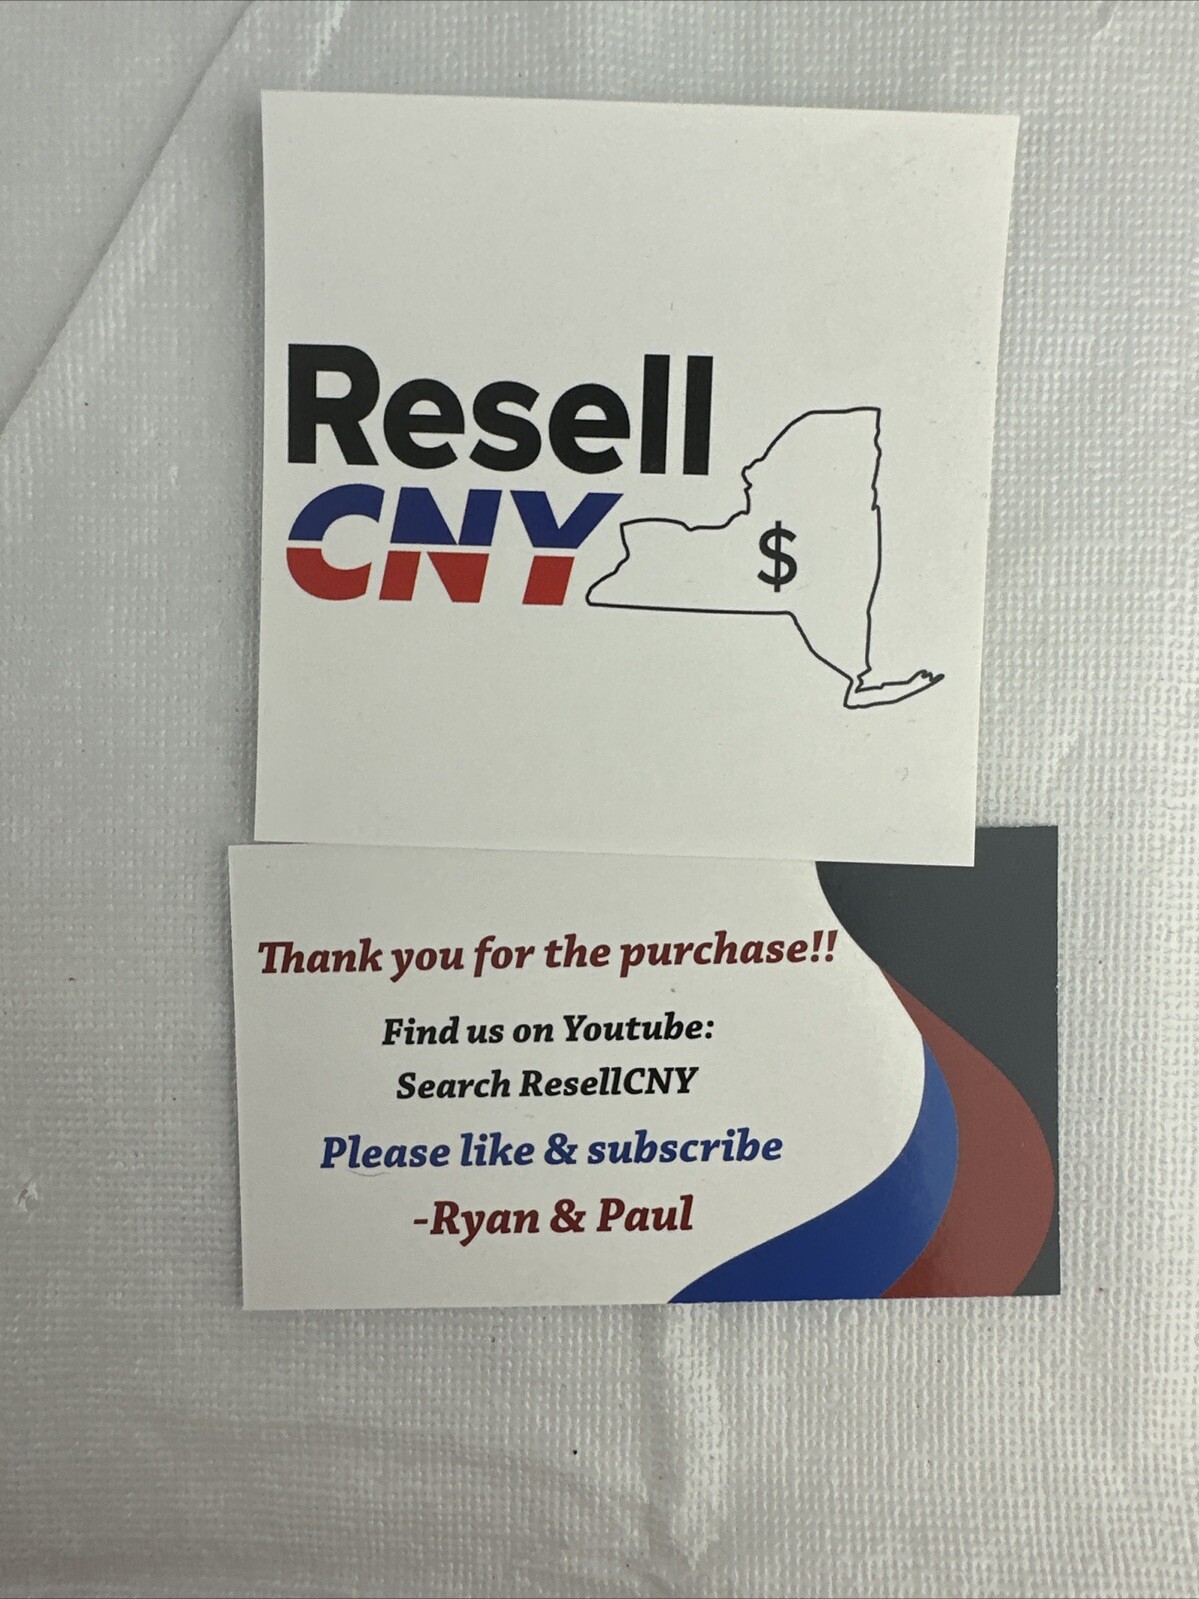 Resell
CNY
$
Thank you for the purchase!!
Find us on Youtube:
Search ResellCNY
Please like & subscribe
-Ryan & Paul